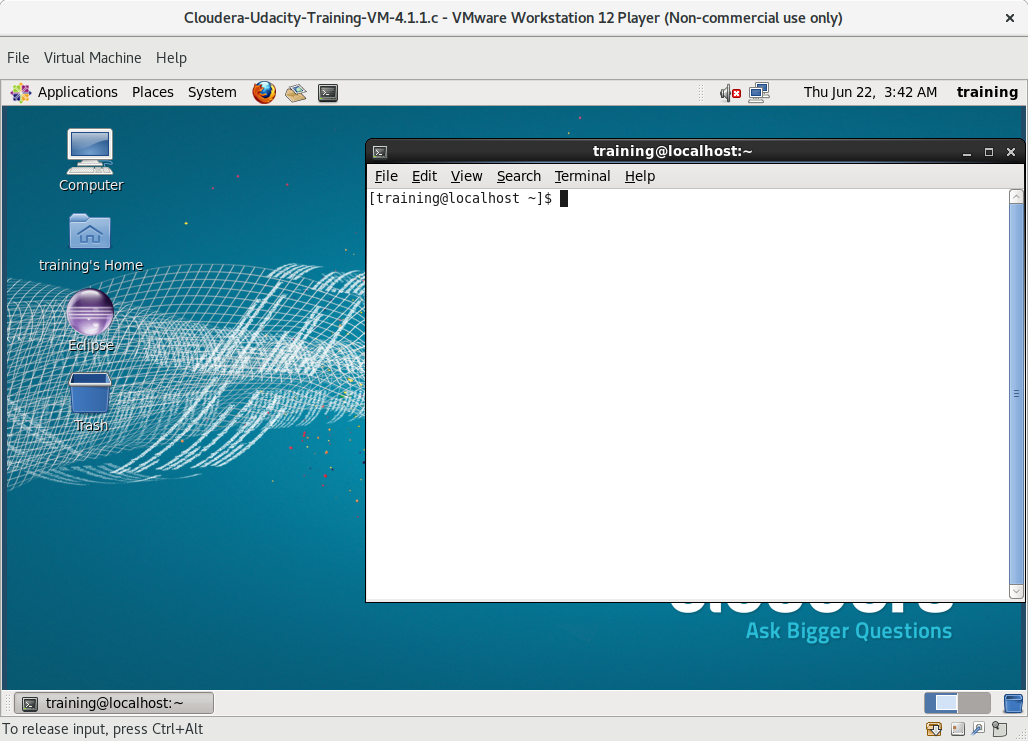 Cloudera-Udacity-Training-VM-4.1.1.c - VMware Workstation 12 Player (Non-commercial use only)
File Virtual Machine Help
Applications Places System Thu Jun 22, 3:42 AM training
Computer
training's Home
Eclipse
Trash
training@localhost:~
File Edit View Search Terminal Help
[training@localhost ~]$
Ask Bigger Questions
training@localhost:~
To release input, press Ctrl+Alt